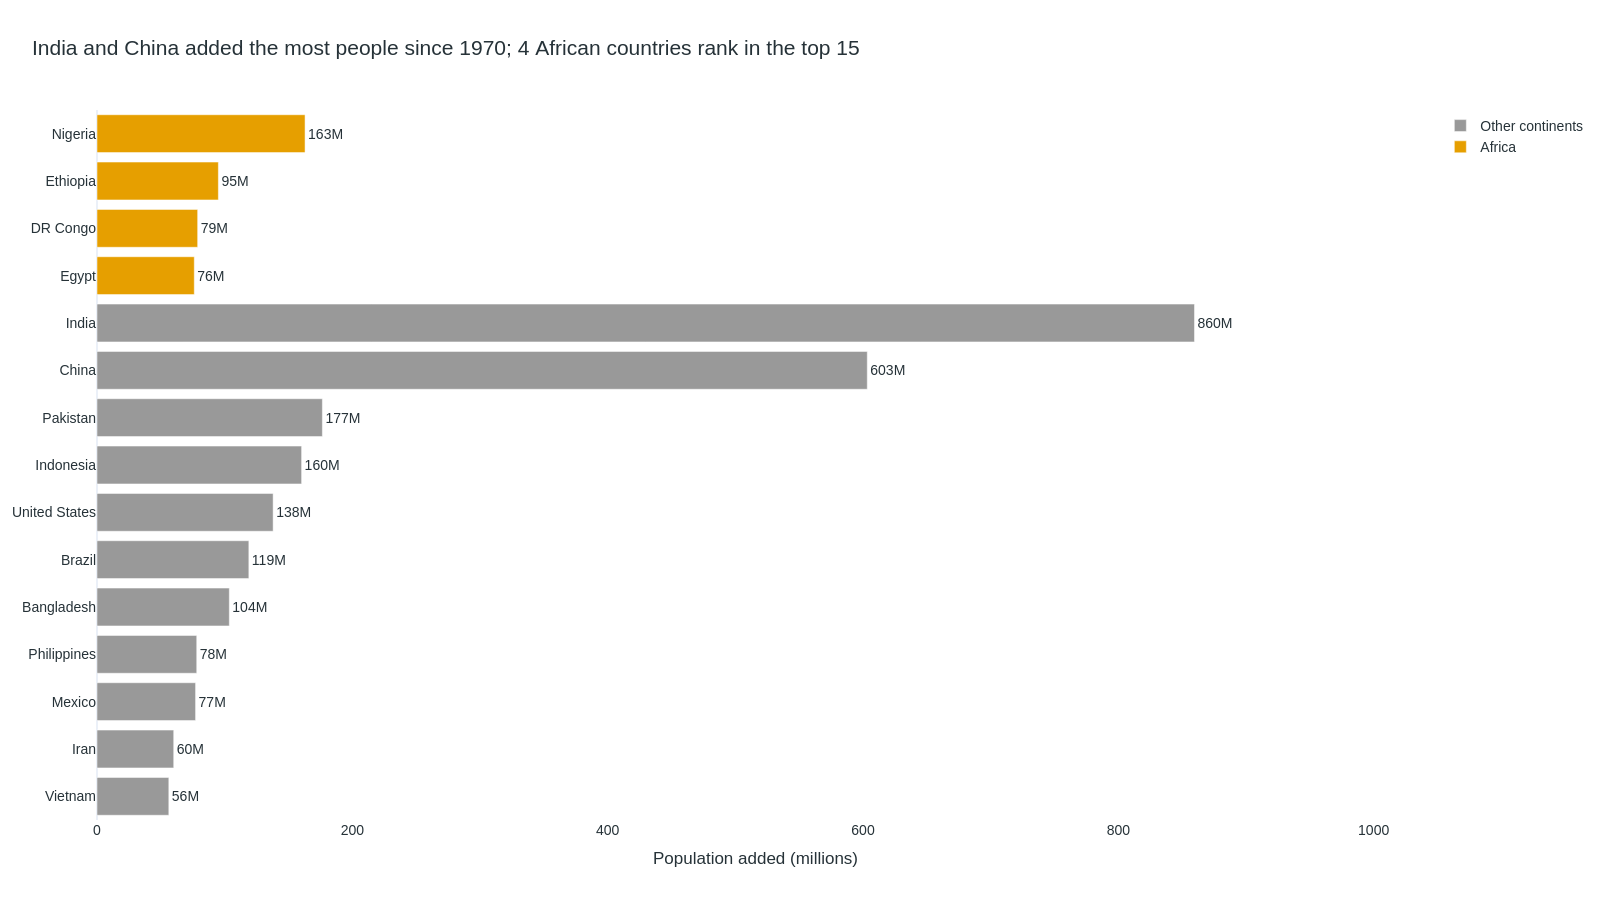 India and China added the most people since 1970; 4 African countries rank in the top 15
Other continents
Africa
Nigeria 163M
Ethiopia 95M
DR Congo 79M
Egypt 76M
India 860M
China 603M
Pakistan 177M
Indonesia 160M
United States 138M
Brazil 119M
Bangladesh 104M
Philippines 78M
Mexico 77M
Iran 60M
Vietnam 56M
0 200 400 600 800 1000
Population added (millions)